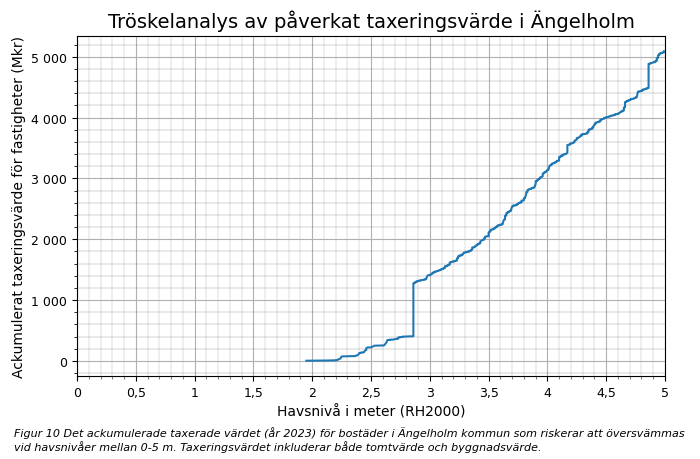 Tröskelanalys av påverkat taxeringsvärde i Ängelholm
Ackumulerat taxeringsvärde för fastigheter (Mkr)
5 000
4 000
3 000
2 000
1 000
0
0 0,5 1 1,5 2 2,5 3 3,5 4 4,5 5
Havsnivå i meter (RH2000)
Figur 10 Det ackumulerade taxerade värdet (år 2023) för bostäder i Ängelholm kommun som riskerar att översvämmas
vid havsnivåer mellan 0-5 m. Taxeringsvärdet inkluderar både tomtvärde och byggnadsvärde.